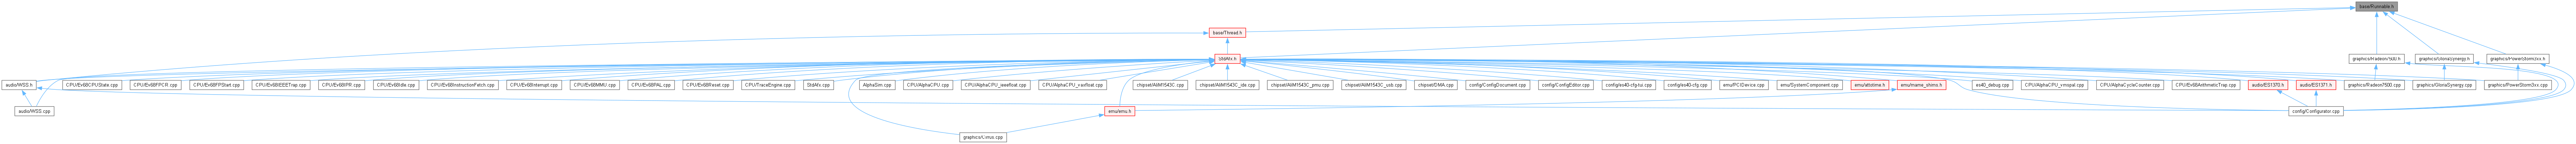 base/Runnable.h
base/Thread.h
StdAfx.h
graphics/Radeon7500.h
graphics/GloriaSynergy.h
graphics/PowerStorm3xx.h
audio/WSS.h
CPU/Ev68CPUState.cpp
CPU/Ev68FPCR.cpp
CPU/Ev68FPStart.cpp
CPU/Ev68IEEETrap.cpp
CPU/Ev68IPR.cpp
CPU/Ev68Idle.cpp
CPU/Ev68InstructionFetch.cpp
CPU/Ev68Interrupt.cpp
CPU/Ev68MMU.cpp
CPU/Ev68PAL.cpp
CPU/Ev68Reset.cpp
CPU/TraceEngine.cpp
StdAfx.cpp
AlphaSim.cpp
CPU/AlphaCPU.cpp
CPU/AlphaCPU_ieeefloat.cpp
CPU/AlphaCPU_vaxfloat.cpp
chipset/AliM1543C.cpp
chipset/AliM1543C_ide.cpp
chipset/AliM1543C_pmu.cpp
chipset/AliM1543C_usb.cpp
chipset/DMA.cpp
config/ConfigDocument.cpp
config/ConfigEditor.cpp
config/es40-cfg-tui.cpp
config/es40-cfg.cpp
emu/PCIDevice.cpp
emu/SystemComponent.cpp
emu/attotime.h
emu/mame_shims.h
es40_debug.cpp
CPU/AlphaCPU_vmspal.cpp
CPU/AlphaCycleCounter.cpp
CPU/Ev68ArithmeticTrap.cpp
audio/ES1370.h
audio/ES1371.h
graphics/Radeon7500.cpp
graphics/GloriaSynergy.cpp
graphics/PowerStorm3xx.cpp
audio/WSS.cpp
emu/emu.h
config/Configurator.cpp
graphics/Cirrus.cpp